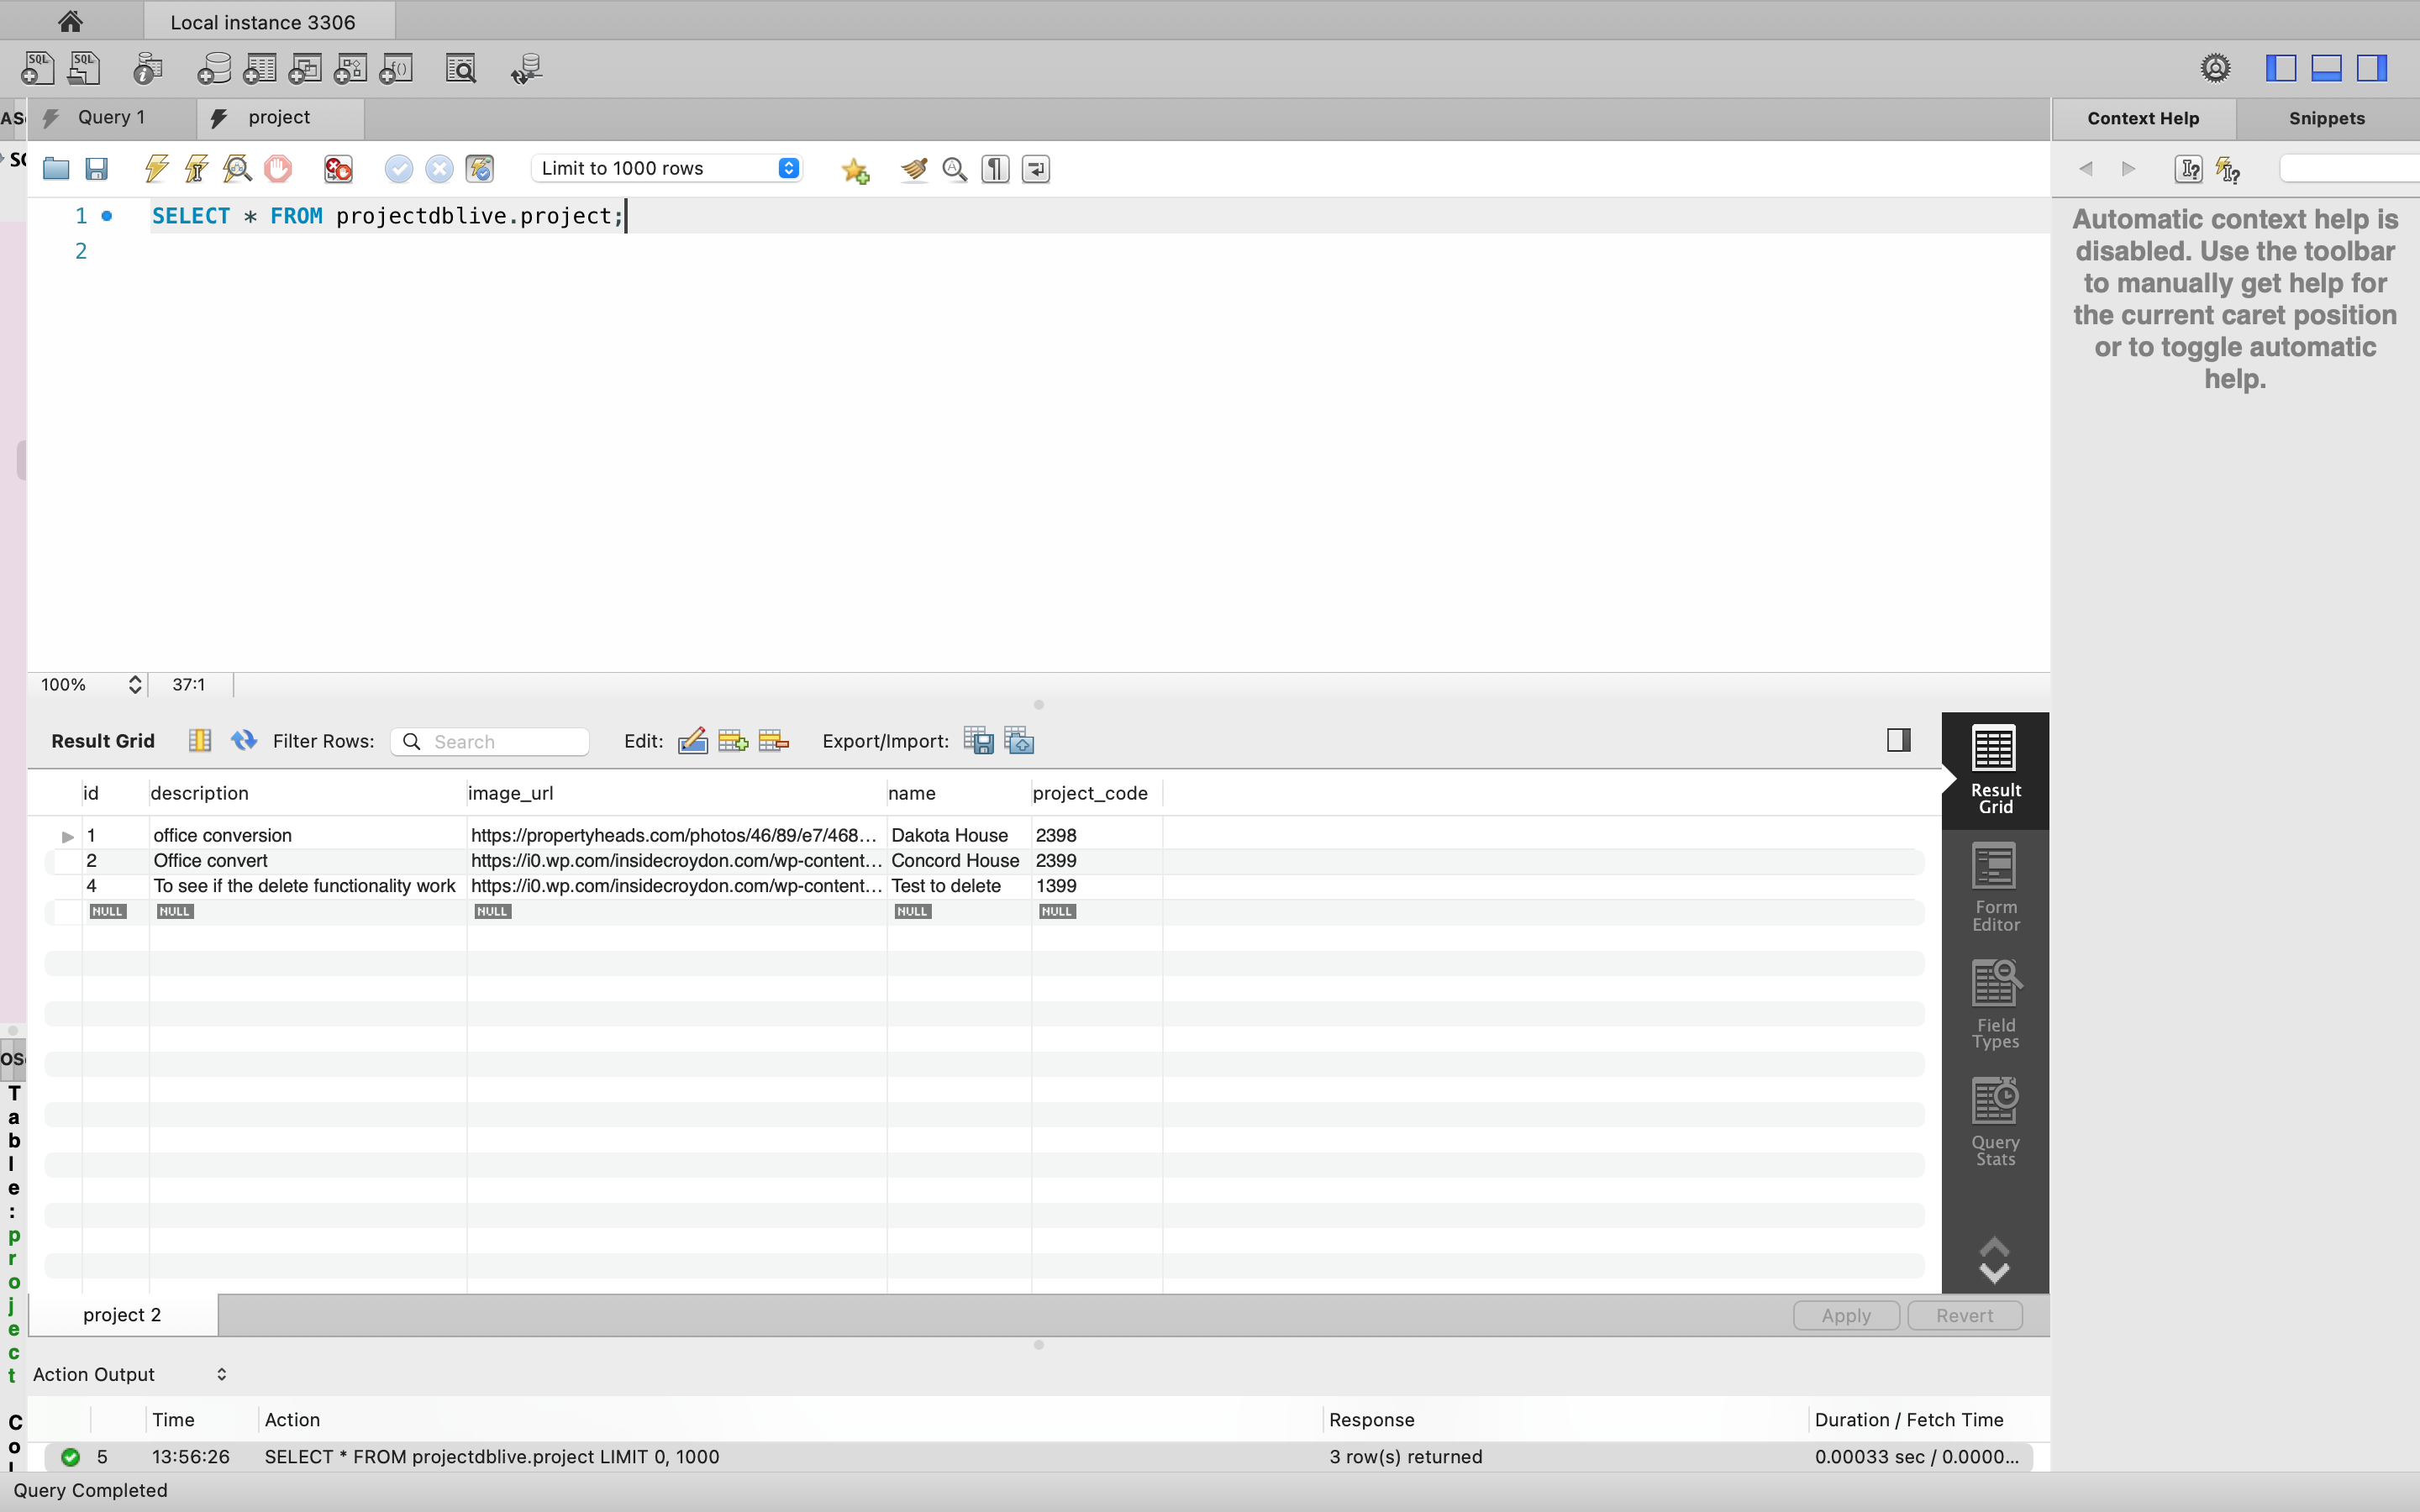 Local instance 3306
Query 1
project
Context Help
Snippets
Limit to 1000 rows
1
SELECT * FROM projectdblive.project;
2
Automatic context help is
disabled. Use the toolbar
to manually get help for
the current caret position
or to toggle automatic
help.
100%
37:1
Result Grid
Filter Rows:
Search
Edit:
Export/Import:
id description image_url name project_code
1 office conversion https://propertyheads.com/photos/46/89/e7/468... Dakota House 2398
2 Office convert https://i0.wp.com/insidecroydon.com/wp-content... Concord House 2399
4 To see if the delete functionality work https://i0.wp.com/insidecroydon.com/wp-content... Test to delete 1399
NULL NULL NULL NULL NULL
Result
Grid
Form
Editor
Field
Types
Query
Stats
Table: project
project 2
Apply
Revert
Action Output
Time Action Response Duration / Fetch Time
5 13:56:26 SELECT * FROM projectdblive.project LIMIT 0, 1000 3 row(s) returned 0.00033 sec / 0.0000...
Query Completed